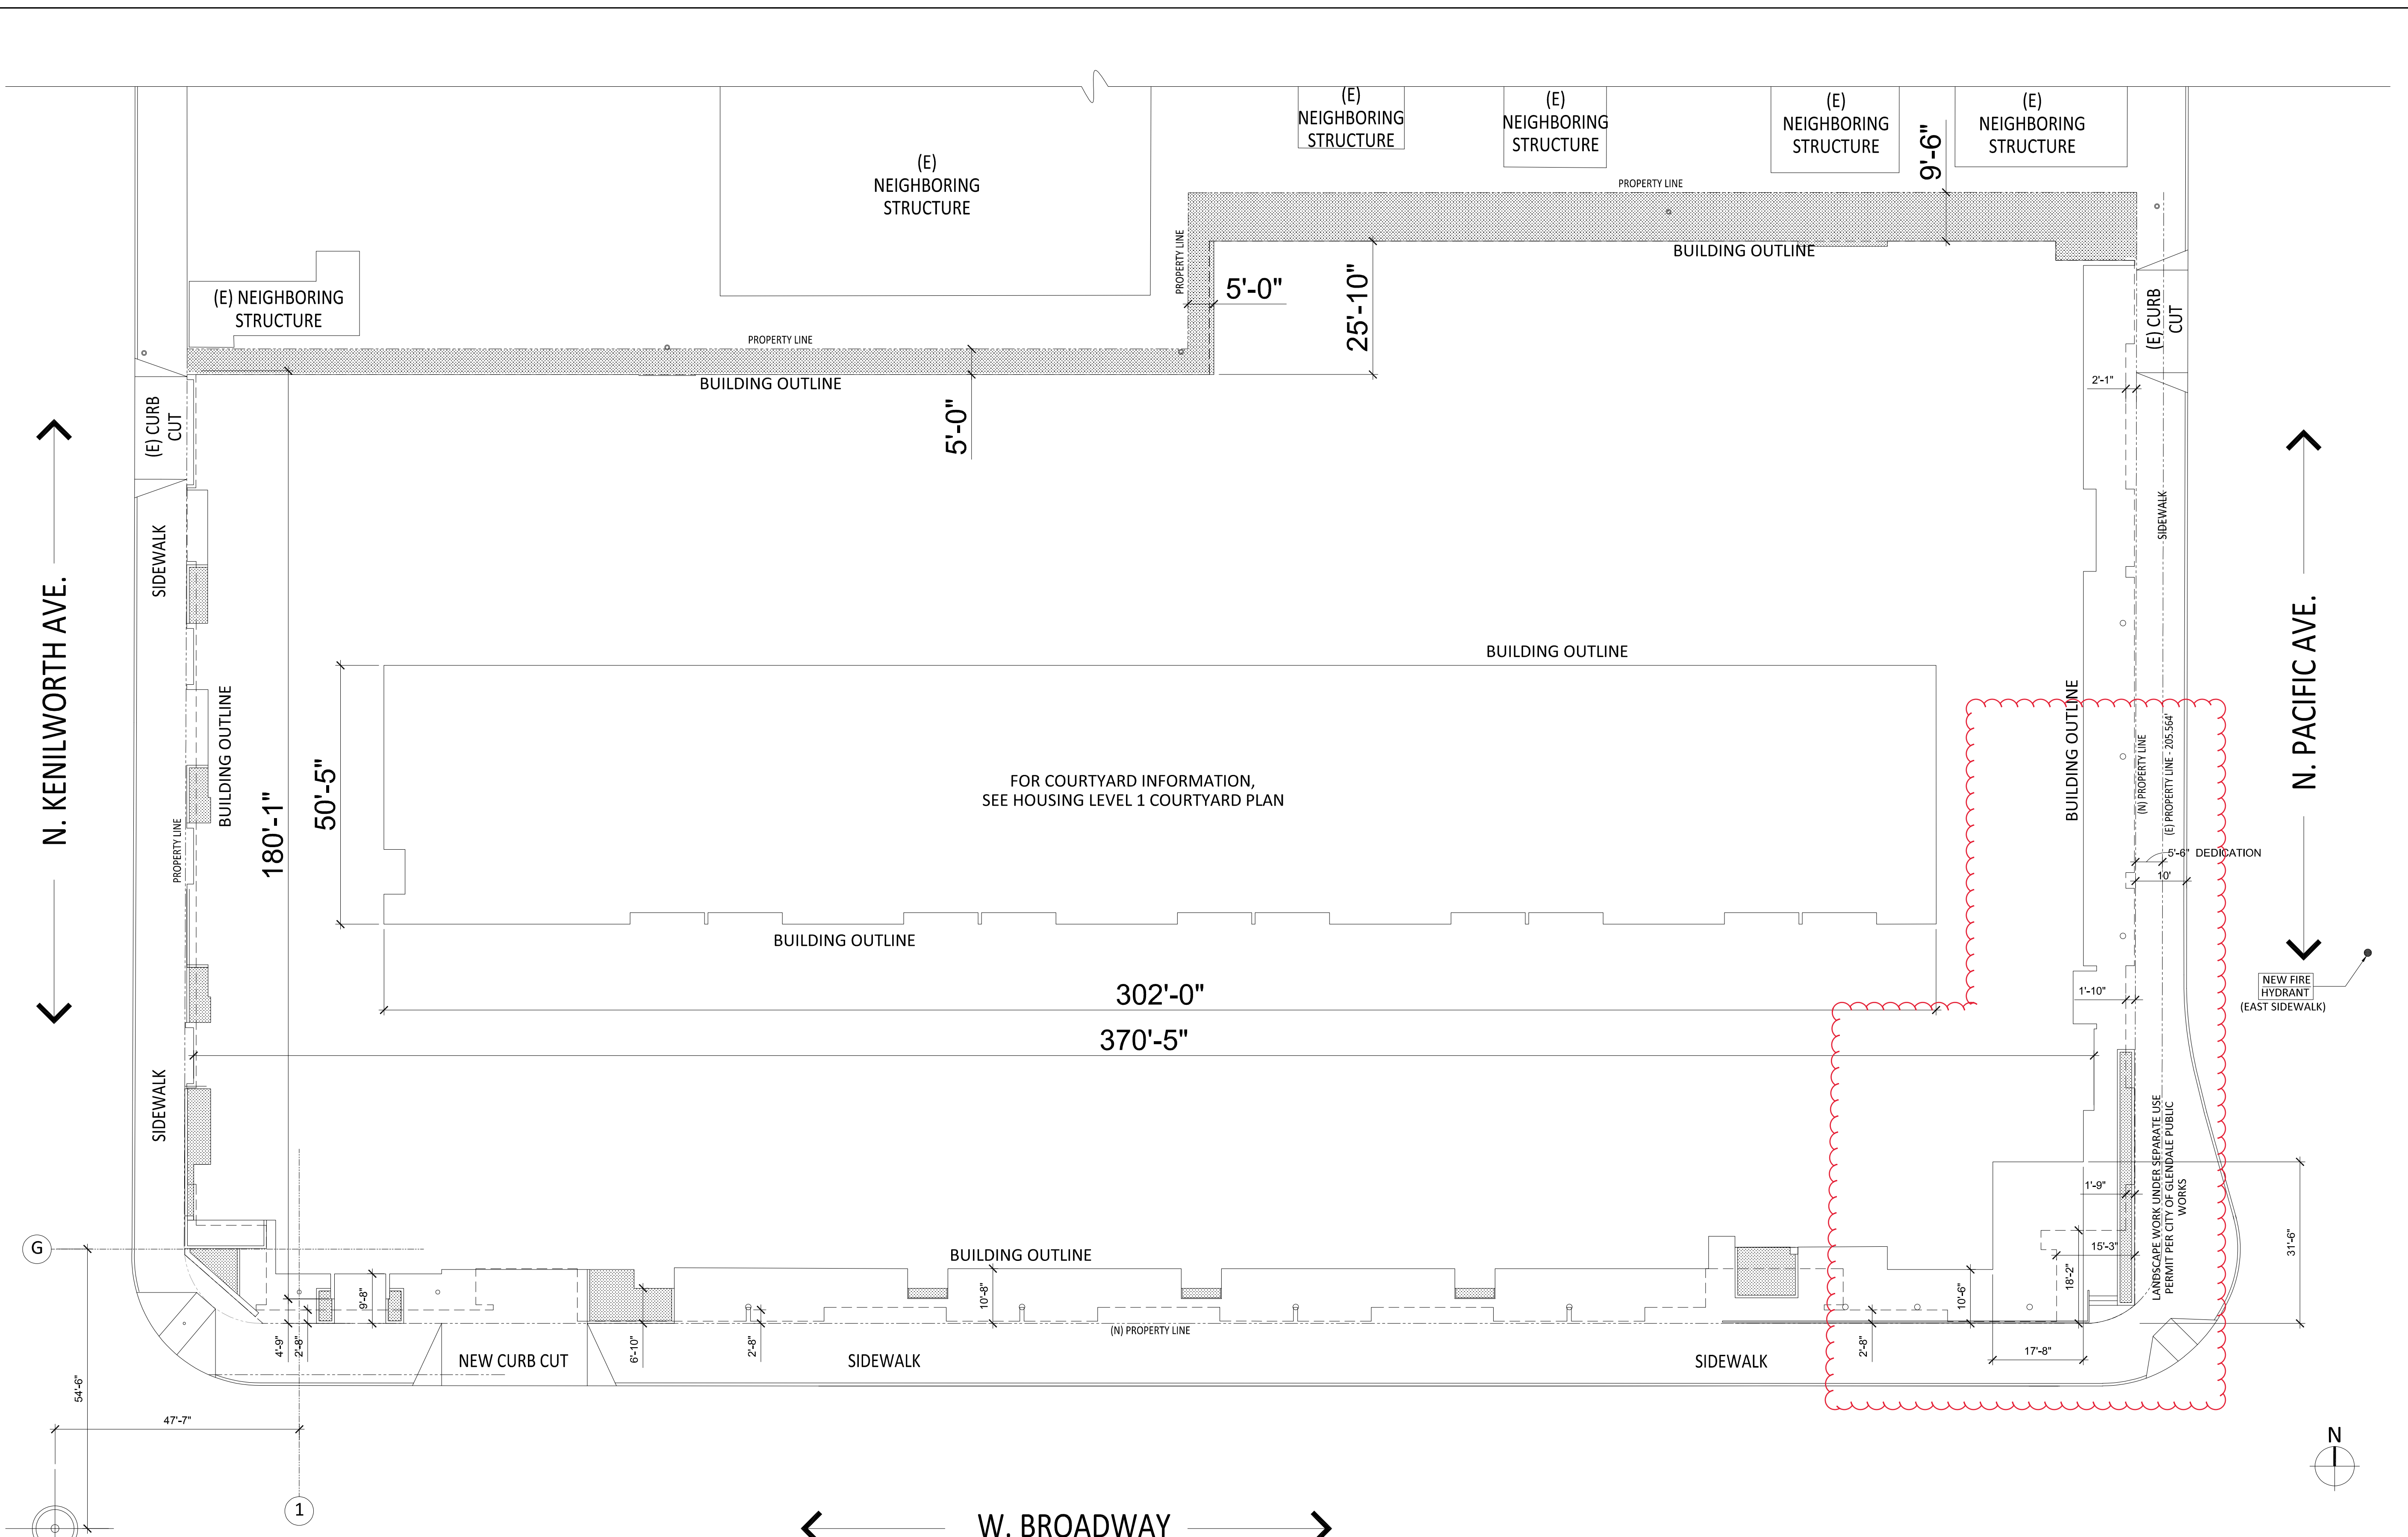 (E)
NEIGHBORING
STRUCTURE
(E)
NEIGHBORING
STRUCTURE
(E)
NEIGHBORING
STRUCTURE
(E)
NEIGHBORING
STRUCTURE
(E)
NEIGHBORING
STRUCTURE
9'-6"
PROPERTY LINE
PROPERTY LINE
BUILDING OUTLINE
5'-0"
25'-10"
(E) NEIGHBORING
STRUCTURE
(E) CURB
CUT
PROPERTY LINE
BUILDING OUTLINE
5'-0"
2'-1"
(E) CURB
CUT
SIDEWALK
SIDEWALK
N. KENILWORTH AVE.
N. PACIFIC AVE.
BUILDING OUTLINE
BUILDING OUTLINE
BUILDING OUTLINE
180'-1"
50'-5"
FOR COURTYARD INFORMATION,
SEE HOUSING LEVEL 1 COURTYARD PLAN
(N) PROPERTY LINE
(E) PROPERTY LINE - 205.564'
PROPERTY LINE
5'-6" DEDICATION
10'
BUILDING OUTLINE
302'-0"
370'-5"
1'-10"
NEW FIRE
HYDRANT
(EAST SIDEWALK)
SIDEWALK
LANDSCAPE WORK UNDER SEPARATE USE
PERMIT PER CITY OF GLENDALE PUBLIC
WORKS
1'-9"
15'-3"
18'-2"
31'-6"
G
BUILDING OUTLINE
9'-8"
10'-8"
10'-6"
4'-9"
2'-8"
6'-10"
2'-8"
2'-8"
(N) PROPERTY LINE
NEW CURB CUT
SIDEWALK
SIDEWALK
17'-8"
54'-6"
47'-7"
N
1
W. BROADWAY